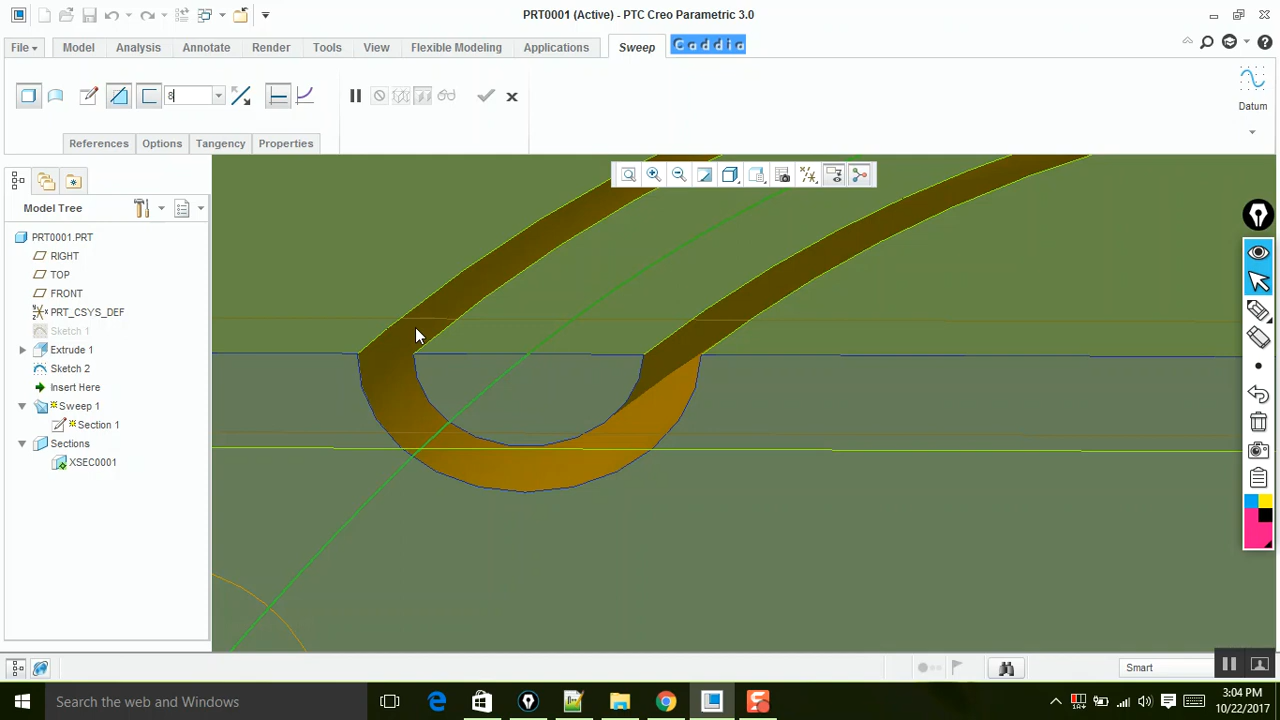 PRT0001 (Active) - PTC Creo Parametric 3.0
File Model Analysis Annotate Render Tools View Flexible Modeling Applications Sweep Caddia
8
Datum
References Options Tangency Properties
Model Tree
PRT0001.PRT
RIGHT
TOP
FRONT
PRT_CSYS_DEF
Sketch 1
Extrude 1
Sketch 2
Insert Here
Sweep 1
Section 1
Sections
XSEC0001
Smart
Search the web and Windows
3:04 PM
10/22/2017